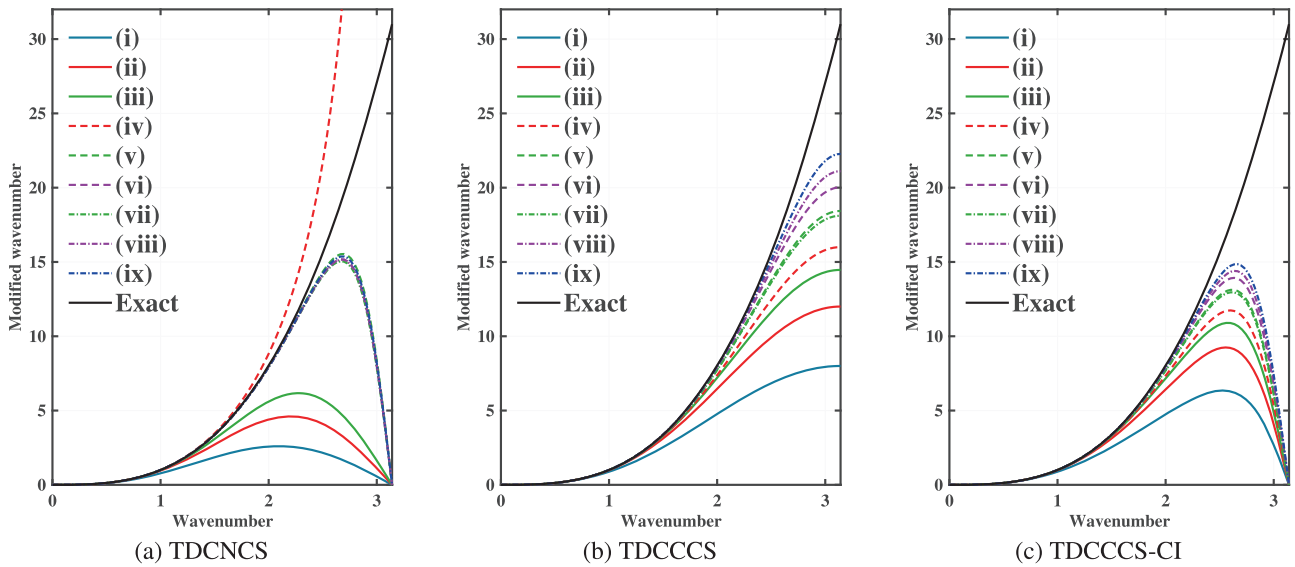 Modified wavenumber
30
25
20
15
10
5
0
0 1 2 3
Wavenumber
(i)
(ii)
(iii)
(iv)
(v)
(vi)
(vii)
(viii)
(ix)
Exact
(a) TDCNCS
Modified wavenumber
30
25
20
15
10
5
0
0 1 2 3
Wavenumber
(i)
(ii)
(iii)
(iv)
(v)
(vi)
(vii)
(viii)
(ix)
Exact
(b) TDCCCS
Modified wavenumber
30
25
20
15
10
5
0
0 1 2 3
Wavenumber
(i)
(ii)
(iii)
(iv)
(v)
(vi)
(vii)
(viii)
(ix)
Exact
(c) TDCCCS-CI